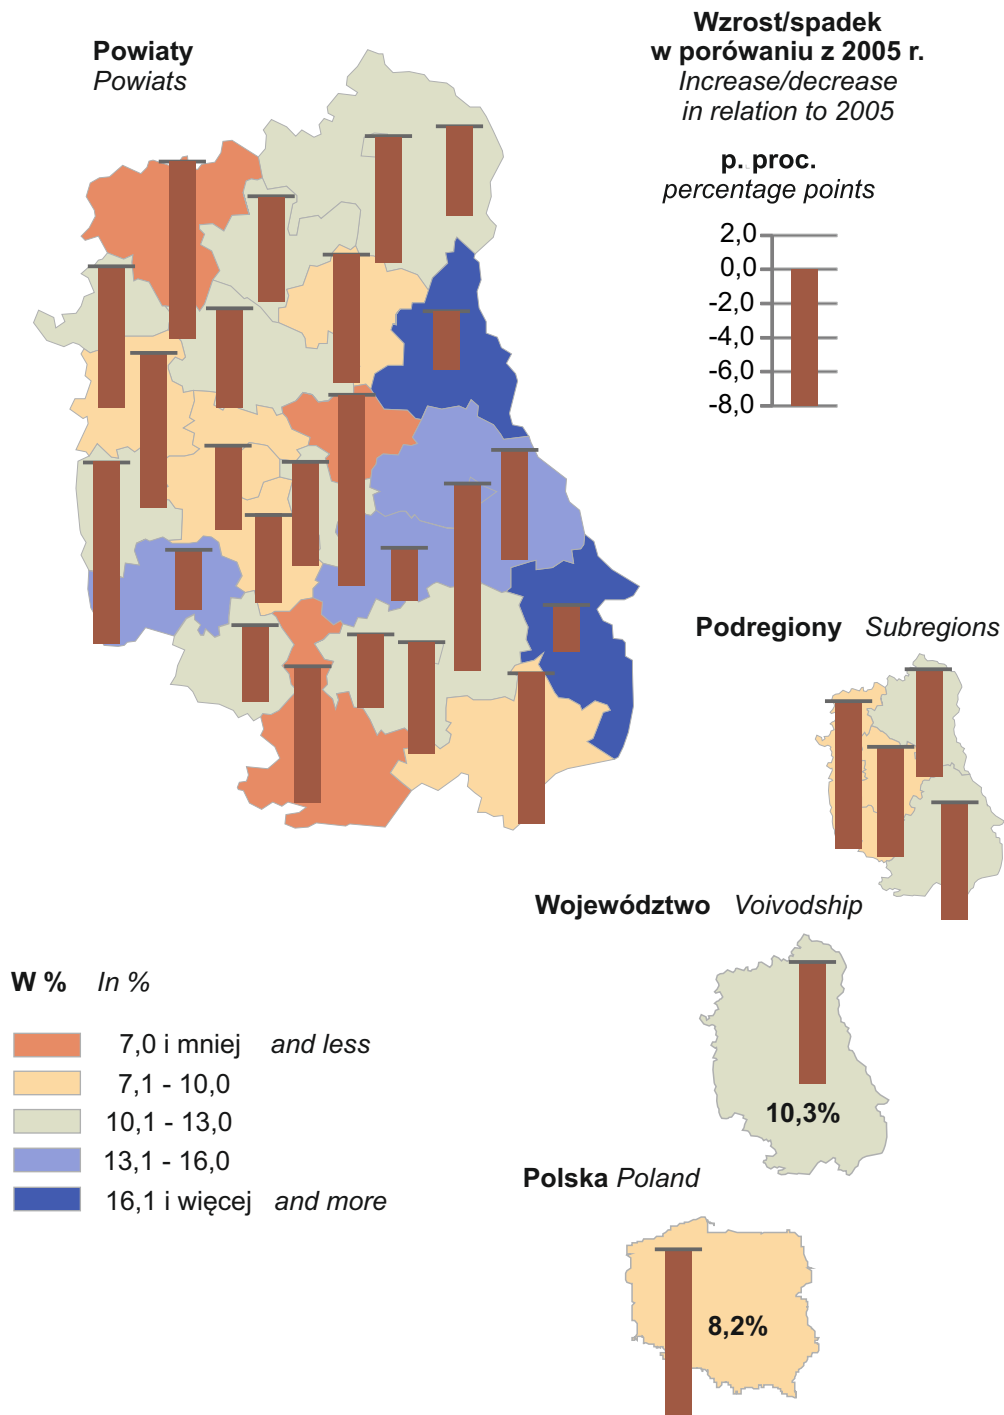 Powiaty
Powiats
Wzrost/spadek
w porówaniu z 2005 r.
Increase/decrease
in relation to 2005
p. proc.
percentage points
2,0
0,0
-2,0
-4,0
-6,0
-8,0
Podregiony Subregions
Województwo Voivodship
10,3%
W % In %
7,0 i mniej and less
7,1 - 10,0
10,1 - 13,0
13,1 - 16,0
16,1 i więcej and more
Polska Poland
8,2%